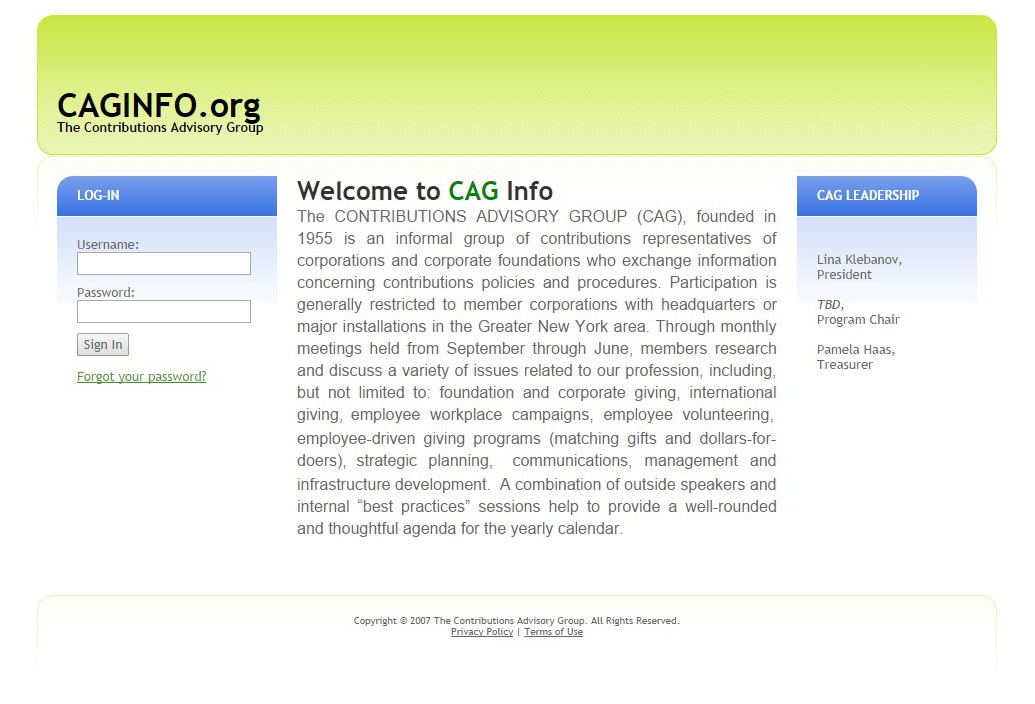 CAGINFO.org
The Contributions Advisory Group
LOG-IN
Username:
Password:
Sign In
Forgot your password?
Welcome to CAG Info
The CONTRIBUTIONS ADVISORY GROUP (CAG), founded in
1955 is an informal group of contributions representatives of
corporations and corporate foundations who exchange information
concerning contributions policies and procedures. Participation is
generally restricted to member corporations with headquarters or
major installations in the Greater New York area. Through monthly
meetings held from September through June, members research
and discuss a variety of issues related to our profession, including,
but not limited to: foundation and corporate giving, international
giving, employee workplace campaigns, employee volunteering,
employee-driven giving programs (matching gifts and dollars-for-
doers), strategic planning, communications, management and
infrastructure development. A combination of outside speakers and
internal “best practices” sessions help to provide a well-rounded
and thoughtful agenda for the yearly calendar.
CAG LEADERSHIP
Lina Klebanov,
President
TBD,
Program Chair
Pamela Haas,
Treasurer
Copyright © 2007 The Contributions Advisory Group. All Rights Reserved.
Privacy Policy | Terms of Use